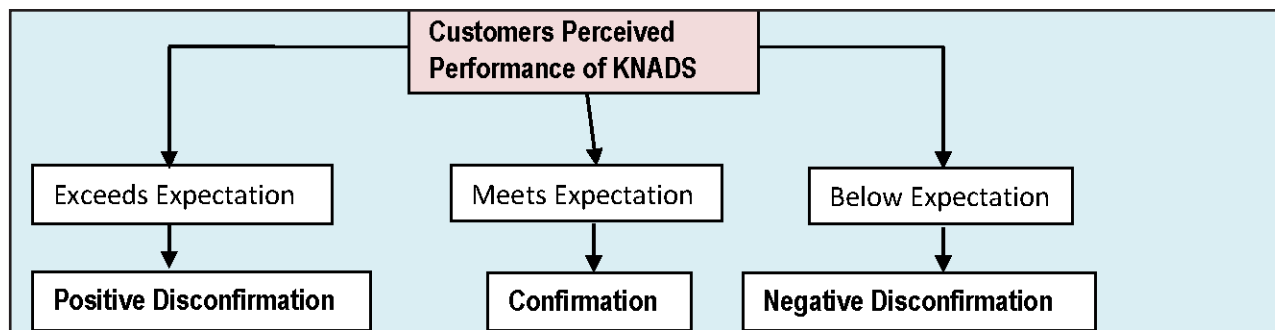 Customers Perceived
Performance of KNADS
Exceeds Expectation
Meets Expectation
Below Expectation
Positive Disconfirmation
Confirmation
Negative Disconfirmation